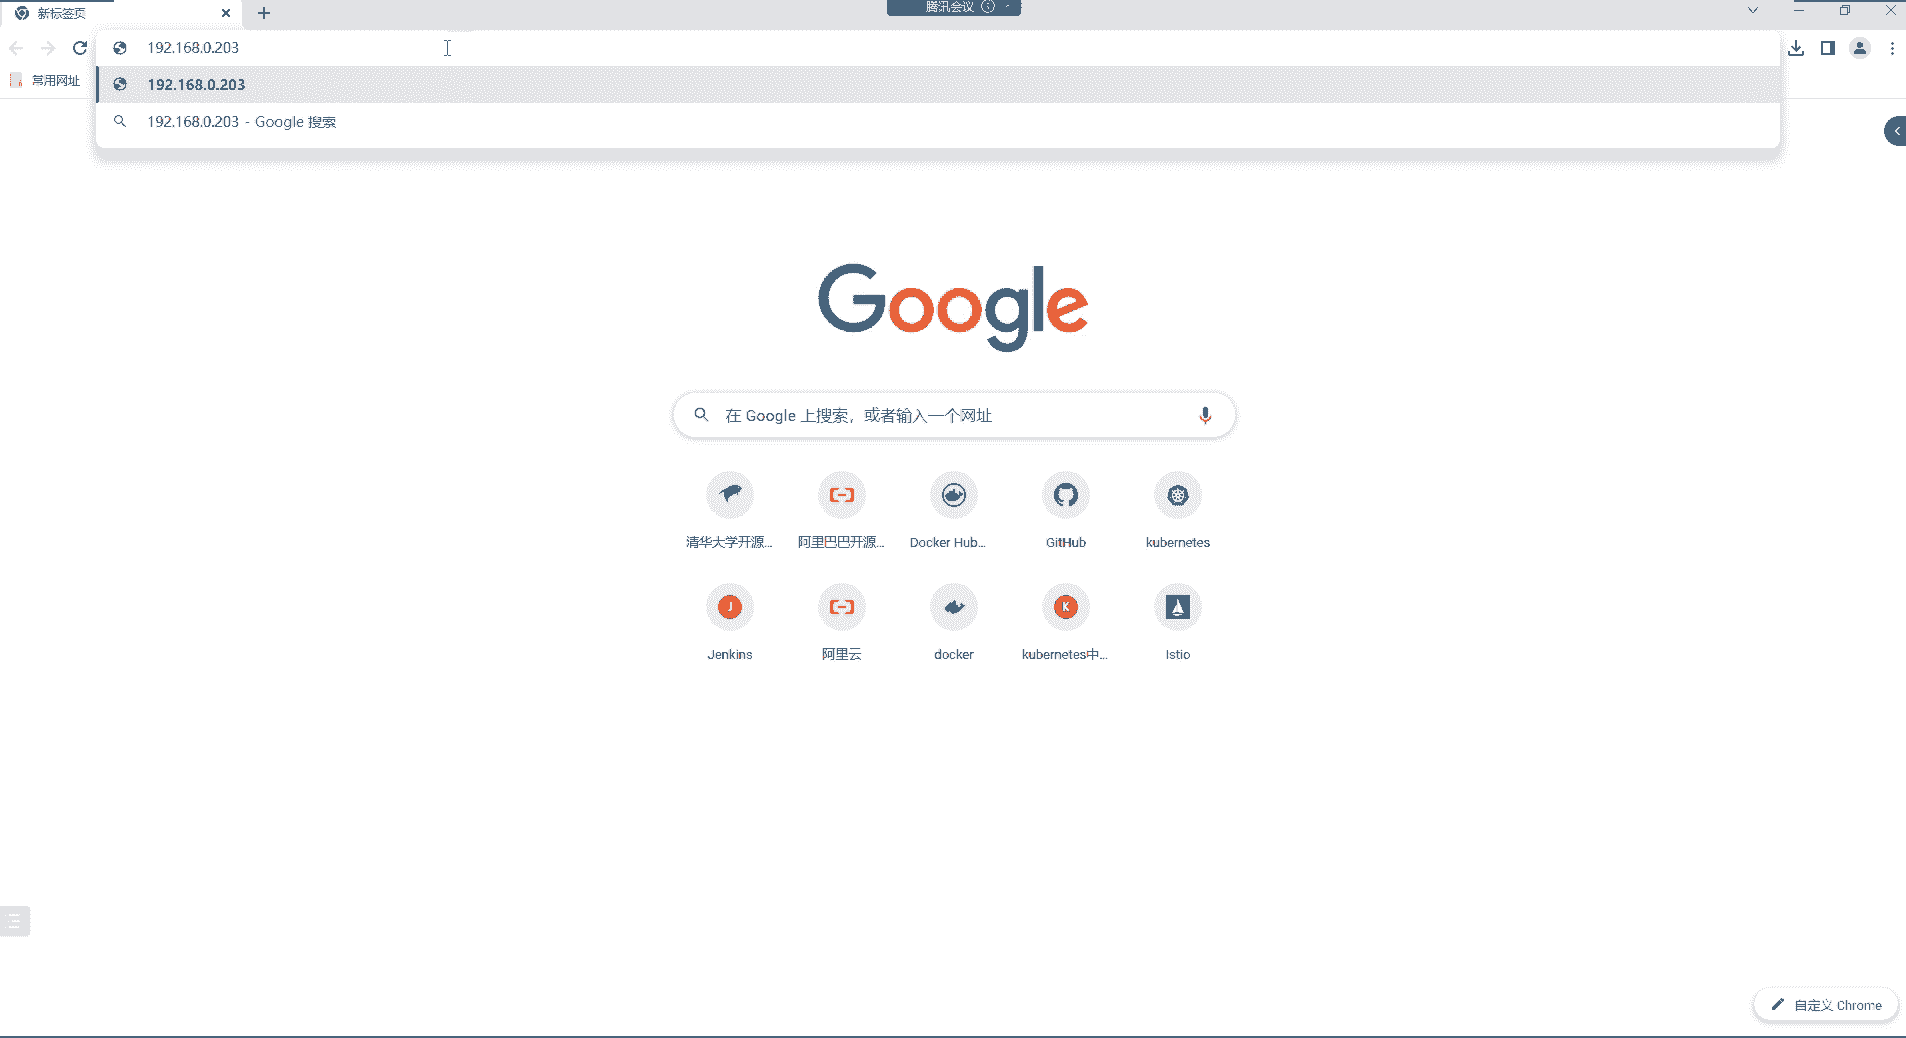 新标签页
腾讯会议
192.168.0.203
常用网址
192.168.0.203
192.168.0.203 - Google 搜索
Google
在 Google 上搜索，或者输入一个网址
清华大学开源...
阿里巴巴开源...
Docker Hub...
GitHub
kubernetes
J
K
Jenkins
阿里云
docker
kubernetes中...
Istio
自定义 Chrome